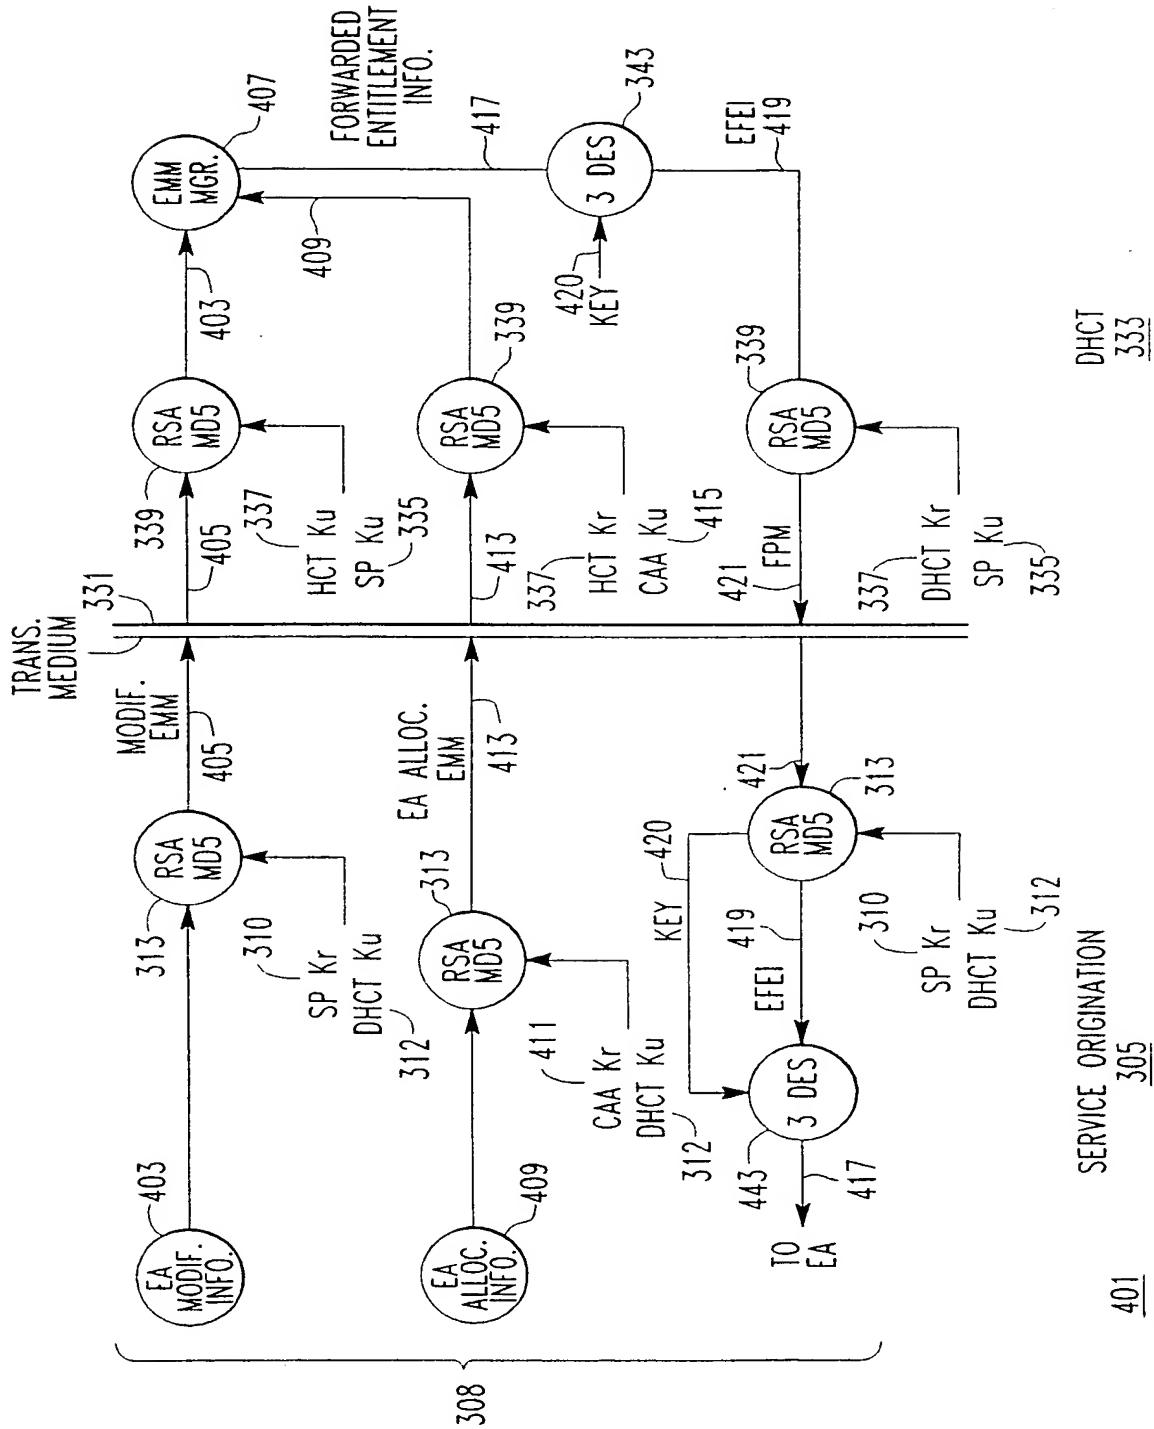 308
EA
MODIF.
INFO.
403
313
RSA
MD5
310
SP Kr
DHCT Ku
312
MODIF.
EMM
405
TRANS.
MEDIUM
331
405
339
RSA
MD5
337
HCT Ku
SP Ku
335
403
EMM
MGR.
407
EA
ALLOC.
INFO.
409
RSA
MD5
313
411
CAA Kr
DHCT Ku
312
EA ALLOC.
EMM
413
413
RSA
MD5
339
337
HCT Kr
CAA Ku
415
409
FORWARDED
ENTITLEMENT
INFO.
417
3 DES
343
420
KEY
EFEI
419
TO
EA
417
443
3 DES
KEY
420
EFEI
419
RSA
MD5
313
310
SP Kr
DHCT Ku
312
421
421
FPM
RSA
MD5
339
337
DHCT Kr
SP Ku
335
401
SERVICE ORIGINATION
305
DHCT
333